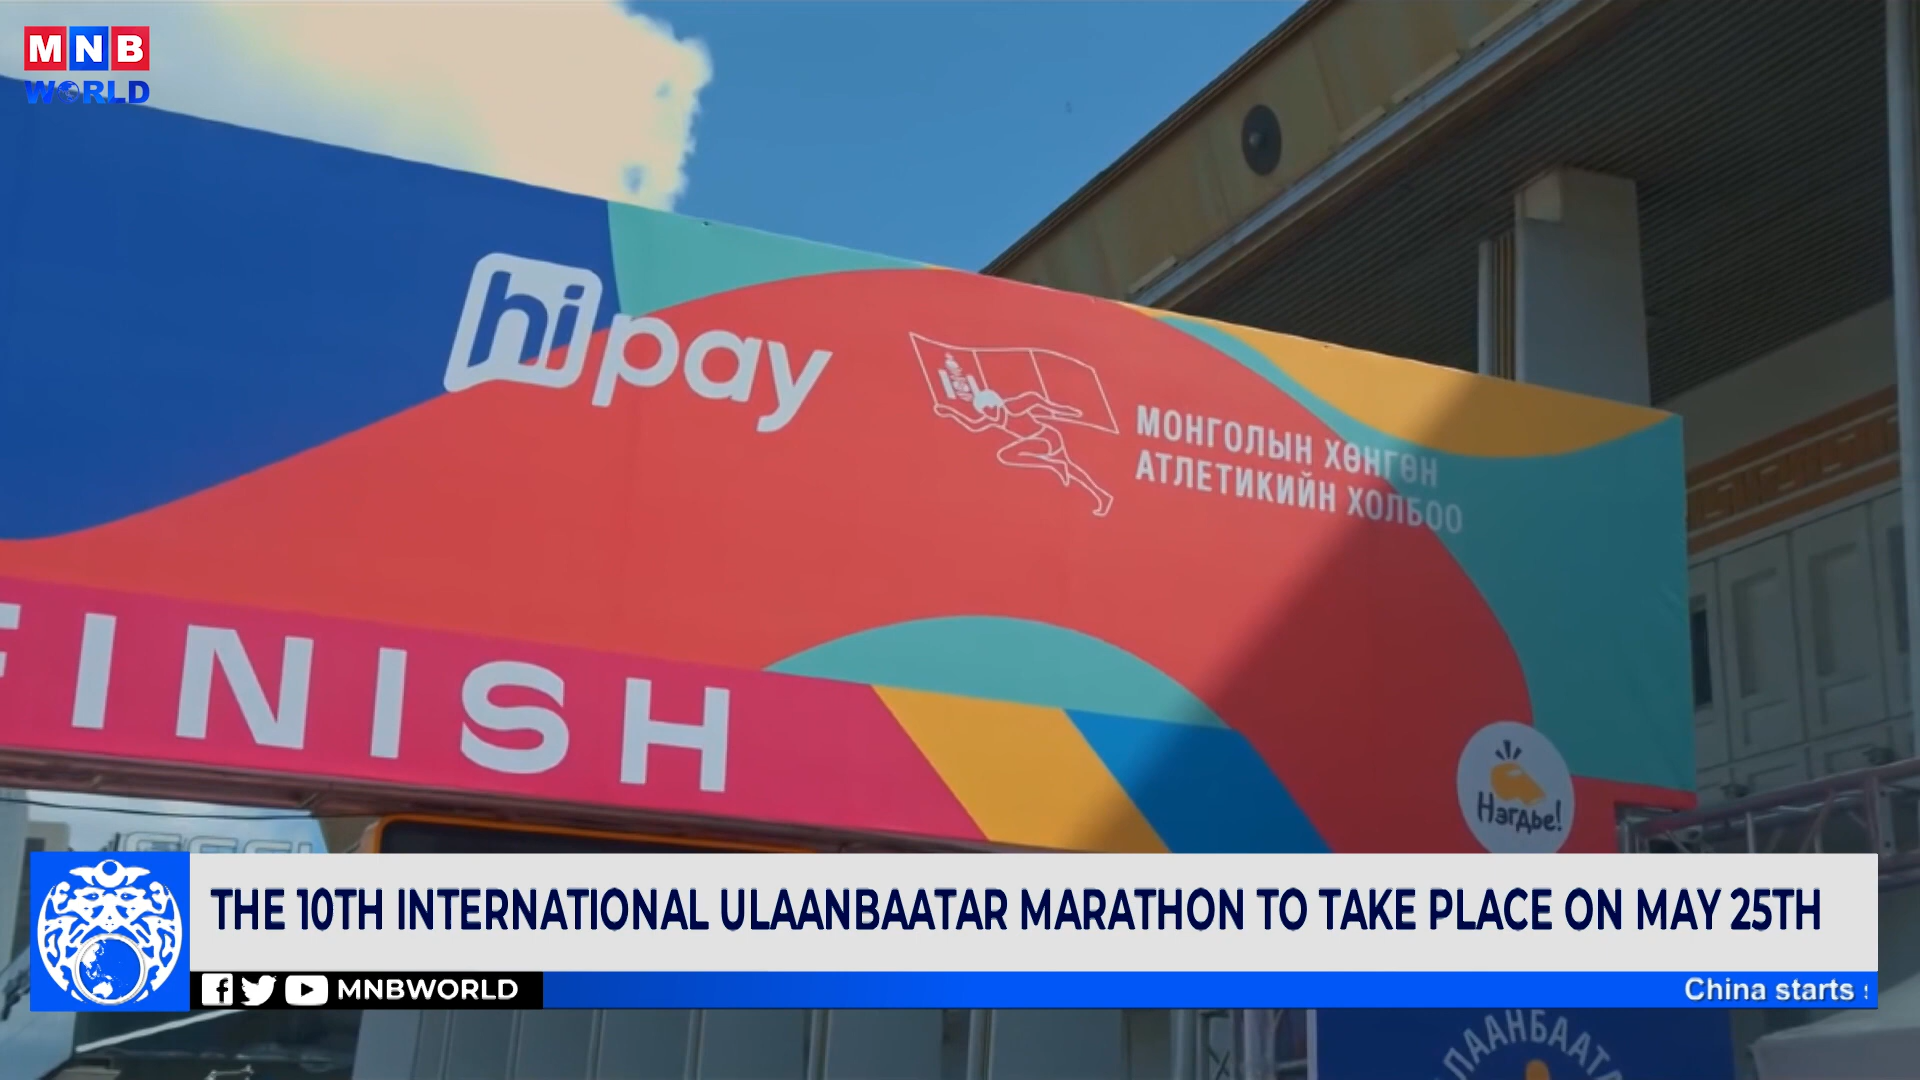 MNB
WORLD
hipay
МОНГОЛЫН ХӨНГӨН
АТЛЕТИКИЙН ХОЛБОО
FINISH
Нэгдье!
THE 10TH INTERNATIONAL ULAANBAATAR MARATHON TO TAKE PLACE ON MAY 25TH
MNBWORLD
China starts